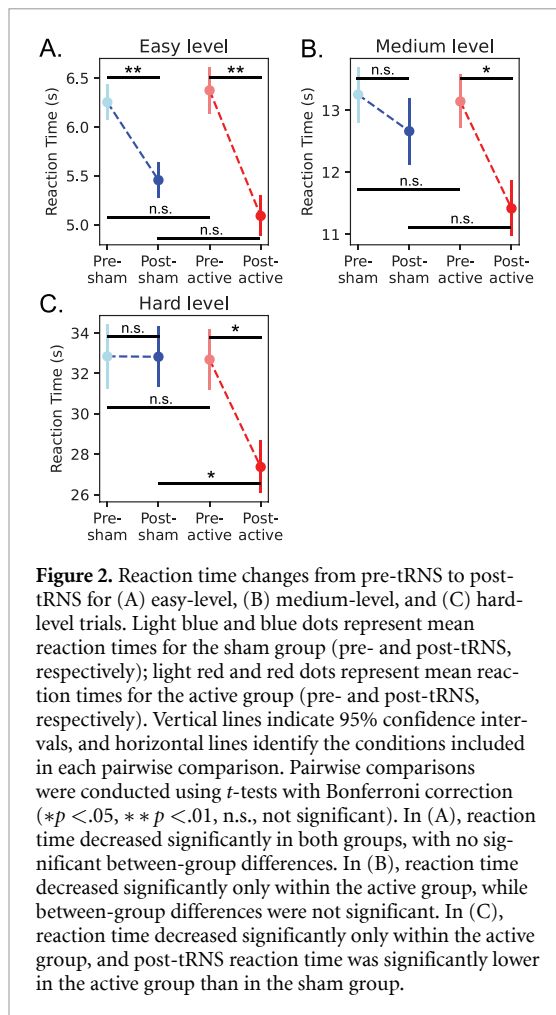 A.
Easy level
Reaction Time (s)
6.5
6.0
5.5
5.0
**
**
n.s.
n.s.
Pre-
sham
Post-
sham
Pre-
active
Post-
active
B.
Medium level
Reaction Time (s)
13
12
11
n.s.
*
n.s.
n.s.
Pre-
sham
Post-
sham
Pre-
active
Post-
active
C.
Hard level
Reaction Time (s)
34
32
30
28
26
n.s.
*
n.s.
*
Pre-
sham
Post-
sham
Pre-
active
Post-
active
Figure 2. Reaction time changes from pre-tRNS to post-
tRNS for (A) easy-level, (B) medium-level, and (C) hard-
level trials. Light blue and blue dots represent mean
reaction times for the sham group (pre- and post-tRNS,
respectively); light red and red dots represent mean reac-
tion times for the active group (pre- and post-tRNS,
respectively). Vertical lines indicate 95% confidence inter-
vals, and horizontal lines identify the conditions included
in each pairwise comparison. Pairwise comparisons
were conducted using t-tests with Bonferroni correction
(∗p <.05, ∗∗ p <.01, n.s., not significant). In (A), reaction
time decreased significantly in both groups, with no sig-
nificant between-group differences. In (B), reaction time
decreased significantly only within the active group, while
between-group differences were not significant. In (C),
reaction time decreased significantly only within the active
group, and post-tRNS reaction time was significantly lower
in the active group than in the sham group.